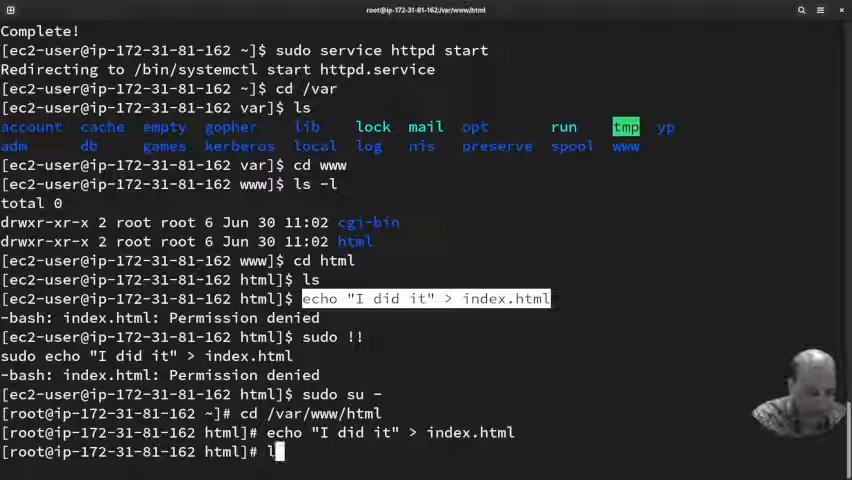 root@ip-172-31-81-162:/var/www/html
Complete!
[ec2-user@ip-172-31-81-162 ~]$ sudo service httpd start
Redirecting to /bin/systemctl start httpd.service
[ec2-user@ip-172-31-81-162 ~]$ cd /var
[ec2-user@ip-172-31-81-162 var]$ ls
account cache empty gopher lib lock mail opt run tmp yp
adm db games kerberos local log nis preserve spool www
[ec2-user@ip-172-31-81-162 var]$ cd www
[ec2-user@ip-172-31-81-162 www]$ ls -l
total 0
drwxr-xr-x 2 root root 6 Jun 30 11:02 cgi-bin
drwxr-xr-x 2 root root 6 Jun 30 11:02 html
[ec2-user@ip-172-31-81-162 www]$ cd html
[ec2-user@ip-172-31-81-162 html]$ ls
[ec2-user@ip-172-31-81-162 html]$ echo "I did it" > index.html
-bash: index.html: Permission denied
[ec2-user@ip-172-31-81-162 html]$ sudo !!
sudo echo "I did it" > index.html
-bash: index.html: Permission denied
[ec2-user@ip-172-31-81-162 html]$ sudo su -
[root@ip-172-31-81-162 ~]# cd /var/www/html
[root@ip-172-31-81-162 html]# echo "I did it" > index.html
[root@ip-172-31-81-162 html]# l